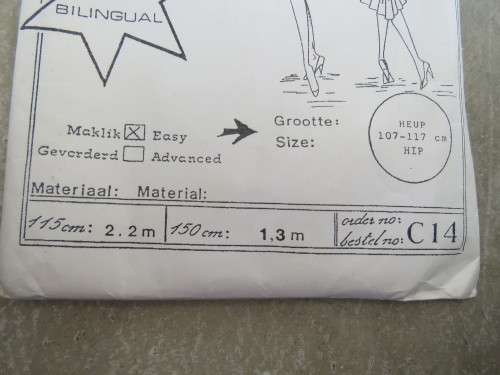 BILINGUAL
Maklik Easy
Gevorderd Advanced
Grootte:
Size:
HEUP
107-117 cm
HIP
Materiaal: Material:
115cm: 2.2m 150cm: 1,3 m
order no:
bestel no: C14